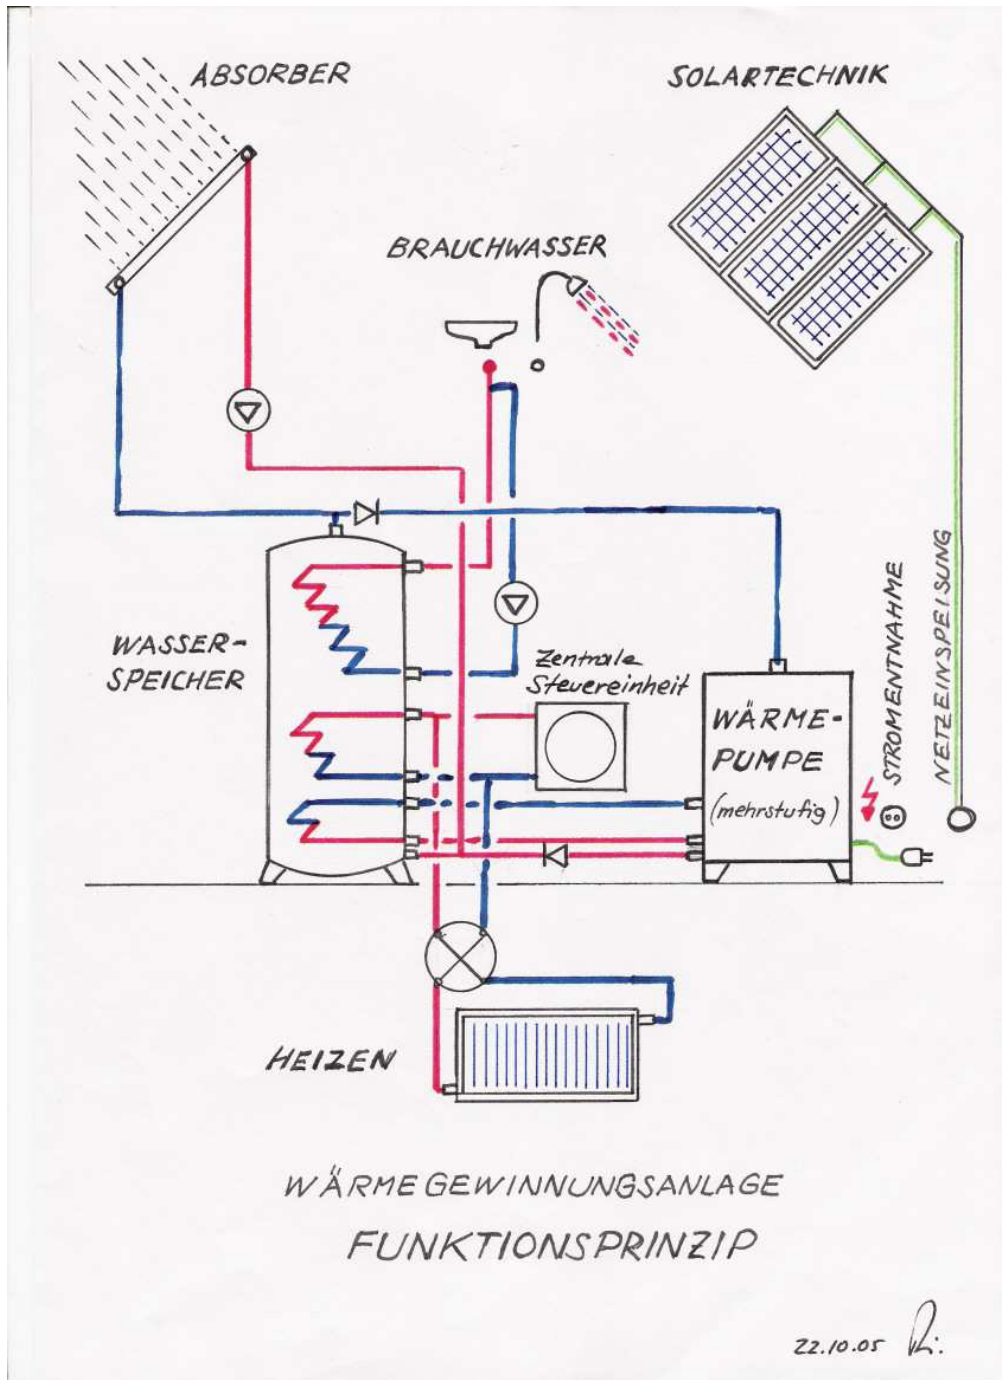 ABSORBER
SOLARTECHNIK
BRAUCHWASSER
WASSER-
SPEICHER
Zentrale
Steuereinheit
WÄRME-
PUMPE
(mehrstufig)
STROMENTNAHME
NETZEINSPEISUNG
HEIZEN
WÄRMEGEWINNUNGSANLAGE
FUNKTIONSPRINZIP
22.10.05